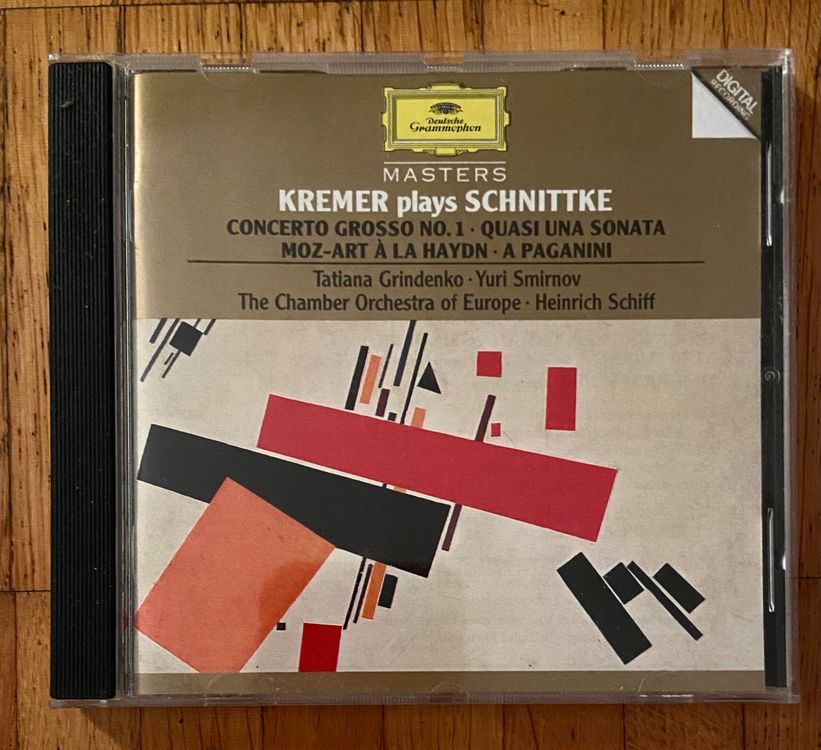 Deutsche
Grammophon
DIGITAL
RECORDING
MASTERS
KREMER plays SCHNITTKE
CONCERTO GROSSO NO. 1 · QUASI UNA SONATA
MOZ-ART À LA HAYDN · A PAGANINI
Tatiana Grindenko · Yuri Smirnov
The Chamber Orchestra of Europe · Heinrich Schiff